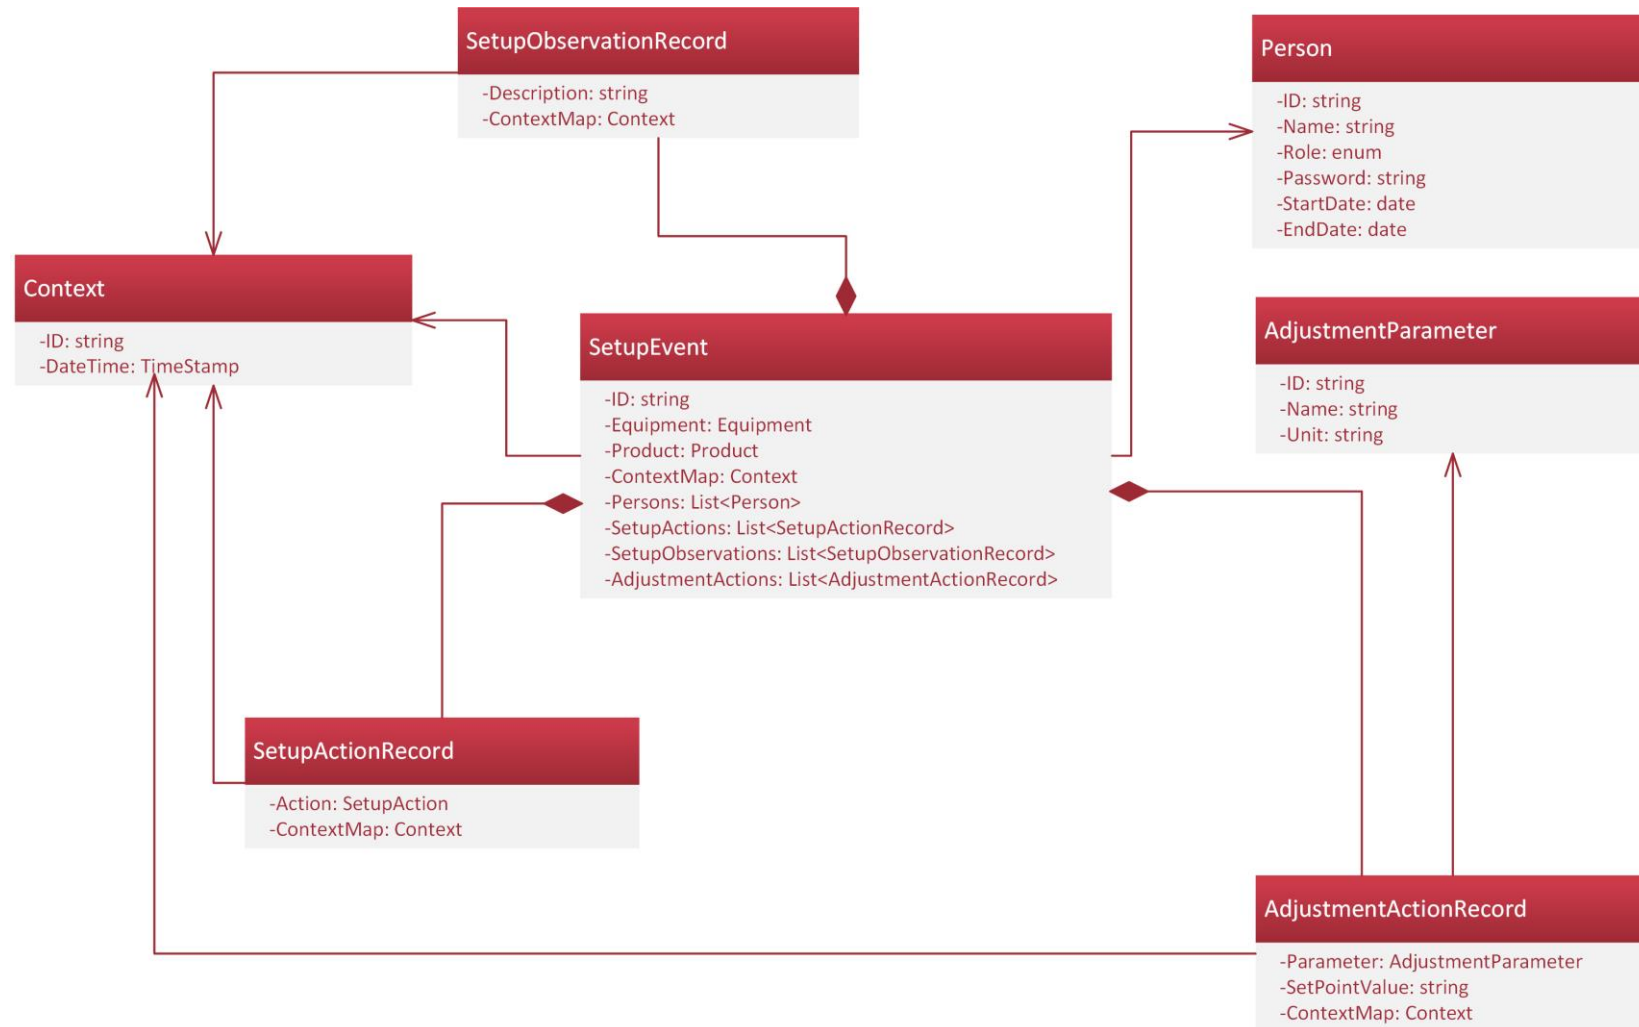 SetupObservationRecord
-Description: string
-ContextMap: Context
Person
-ID: string
-Name: string
-Role: enum
-Password: string
-StartDate: date
-EndDate: date
Context
-ID: string
-DateTime: TimeStamp
SetupEvent
-ID: string
-Equipment: Equipment
-Product: Product
-ContextMap: Context
-Persons: List<Person>
-SetupActions: List<SetupActionRecord>
-SetupObservations: List<SetupObservationRecord>
-AdjustmentActions: List<AdjustmentActionRecord>
AdjustmentParameter
-ID: string
-Name: string
-Unit: string
SetupActionRecord
-Action: SetupAction
-ContextMap: Context
AdjustmentActionRecord
-Parameter: AdjustmentParameter
-SetPointValue: string
-ContextMap: Context